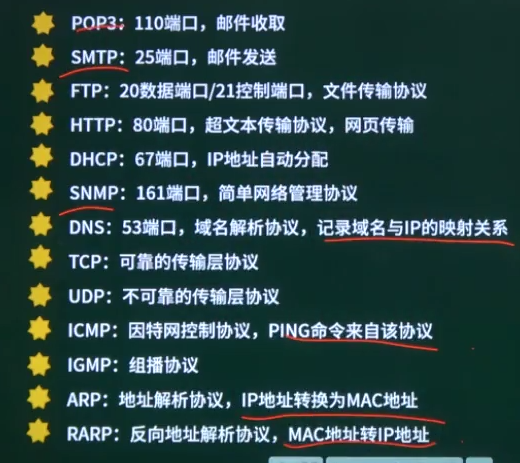 POP3：110端口，邮件收取
SMTP：25端口，邮件发送
FTP：20数据端口/21控制端口，文件传输协议
HTTP：80端口，超文本传输协议，网页传输
DHCP：67端口，IP地址自动分配
SNMP：161端口，简单网络管理协议
DNS：53端口，域名解析协议，记录域名与IP的映射关系
TCP：可靠的传输层协议
UDP：不可靠的传输层协议
ICMP：因特网控制协议，PING命令来自该协议
IGMP：组播协议
ARP：地址解析协议，IP地址转换为MAC地址
RARP：反向地址解析协议，MAC地址转IP地址